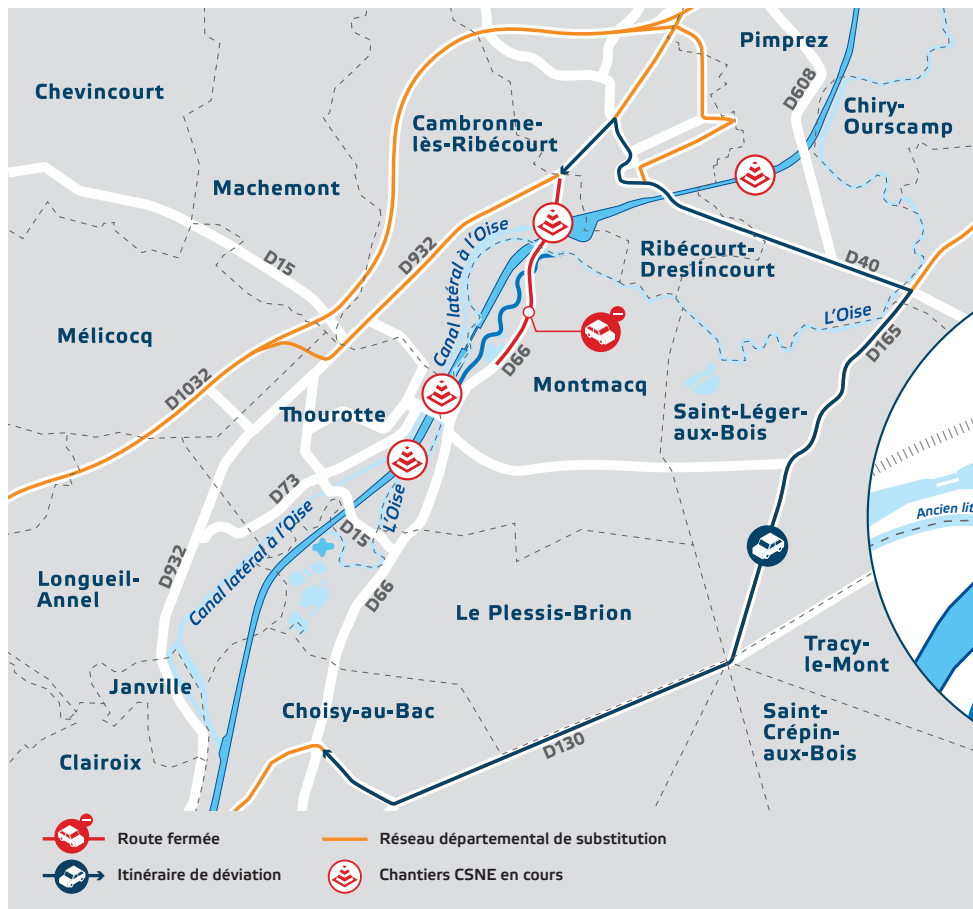 Pimprez
D608
Chevincourt
Chiry-
Ourscamp
Cambronne-
lès-Ribécourt
Machemont
D15
D932
Canal latéral à l'Oise
Ribécourt-
Dreslincourt
D40
L'Oise
D165
Mélicocq
D66
Montmacq
D1032
Thourotte
Saint-Léger-
aux-Bois
D73
L'Oise
Ancien lit
D15
Canal latéral à l'Oise
D932
D66
Longueil-
Annel
Le Plessis-Brion
Tracy-
le-Mont
Janville
Choisy-au-Bac
Saint-
Crépin-
aux-Bois
D130
Clairoix
Route fermée
Réseau départemental de substitution
Itinéraire de déviation
Chantiers CSNE en cours